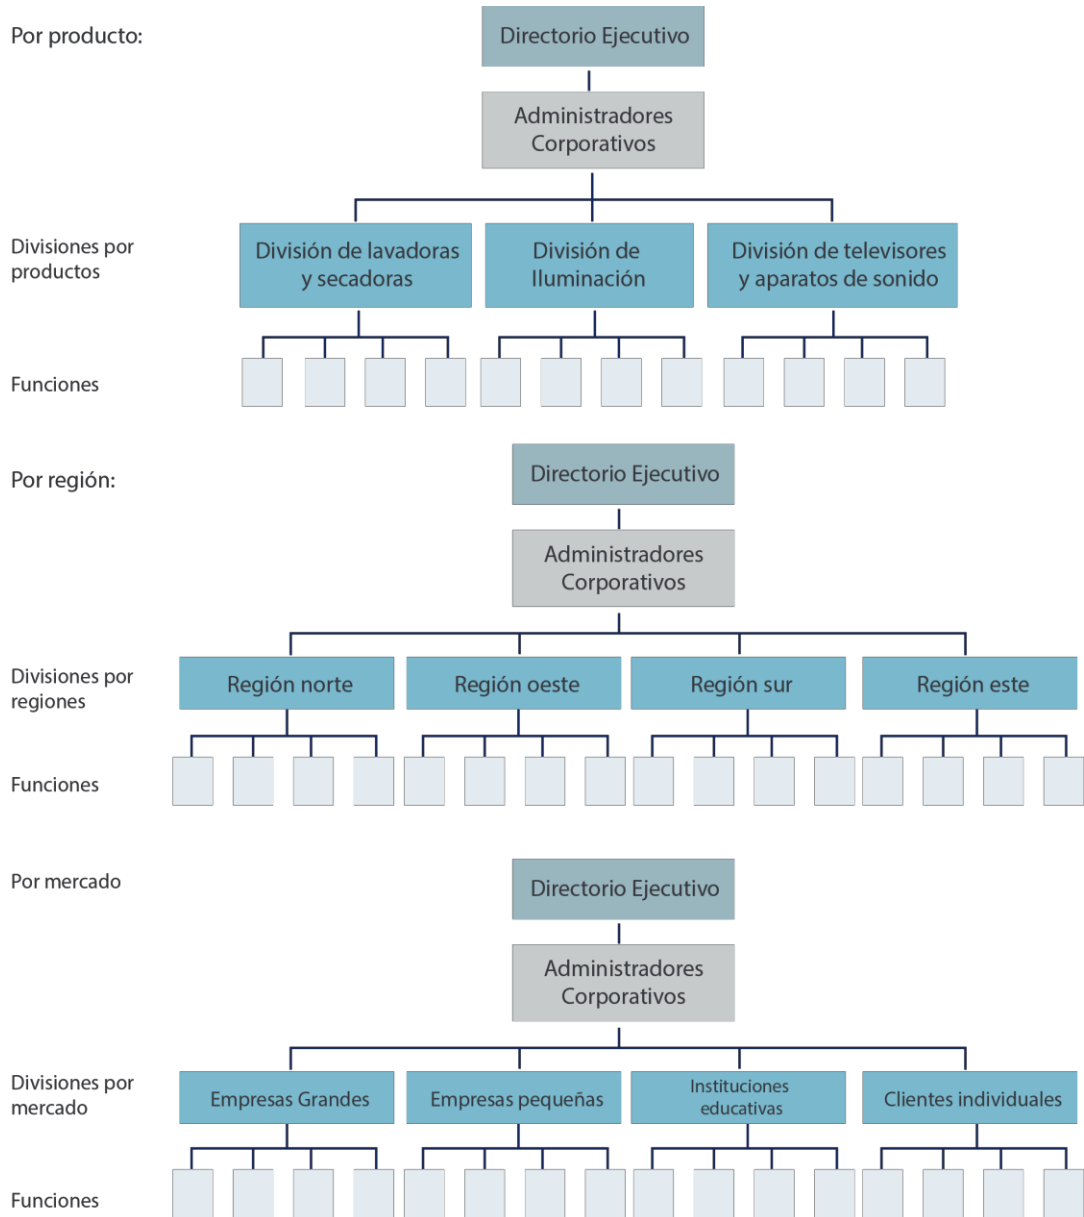 Por producto:
Directorio Ejecutivo
Administradores
Corporativos
Divisiones por
productos
División de lavadoras
y secadoras
División de
Iluminación
División de televisores
y aparatos de sonido
Funciones
Por región:
Directorio Ejecutivo
Administradores
Corporativos
Divisiones por
regiones
Región norte
Región oeste
Región sur
Región este
Funciones
Por mercado
Directorio Ejecutivo
Administradores
Corporativos
Divisiones por
mercado
Empresas Grandes
Empresas pequeñas
Instituciones
educativas
Clientes individuales
Funciones